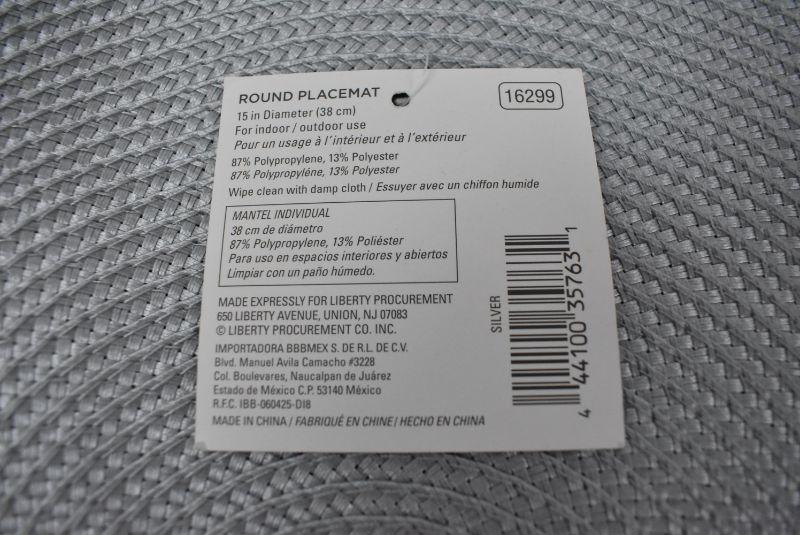 ROUND PLACEMAT
16299
15 in Diameter (38 cm)
For indoor / outdoor use
Pour un usage à l'intérieur et à l'extérieur
87% Polypropylene, 13% Polyester
87% Polypropyléne, 13% Polyester
Wipe clean with damp cloth / Essuyer avec un chiffon humide
MANTEL INDIVIDUAL
38 cm de diámetro
87% Polypropylene, 13% Poliéster
Para uso en espacios interiores y abiertos
Limpiar con un paño húmedo.
MADE EXPRESSLY FOR LIBERTY PROCUREMENT
650 LIBERTY AVENUE, UNION, NJ 07083
© LIBERTY PROCUREMENT CO. INC.
IMPORTADORA BBBMEX S. DE R.L. DE C.V.
Blvd. Manuel Avila Camacho #3228
Col. Boulevares, Naucalpan de Juárez
Estado de México C.P. 53140 México
R.F.C. IBB-060425-DI8
MADE IN CHINA / FABRIQUÉ EN CHINE / HECHO EN CHINA
SILVER
4 44100 35763 1